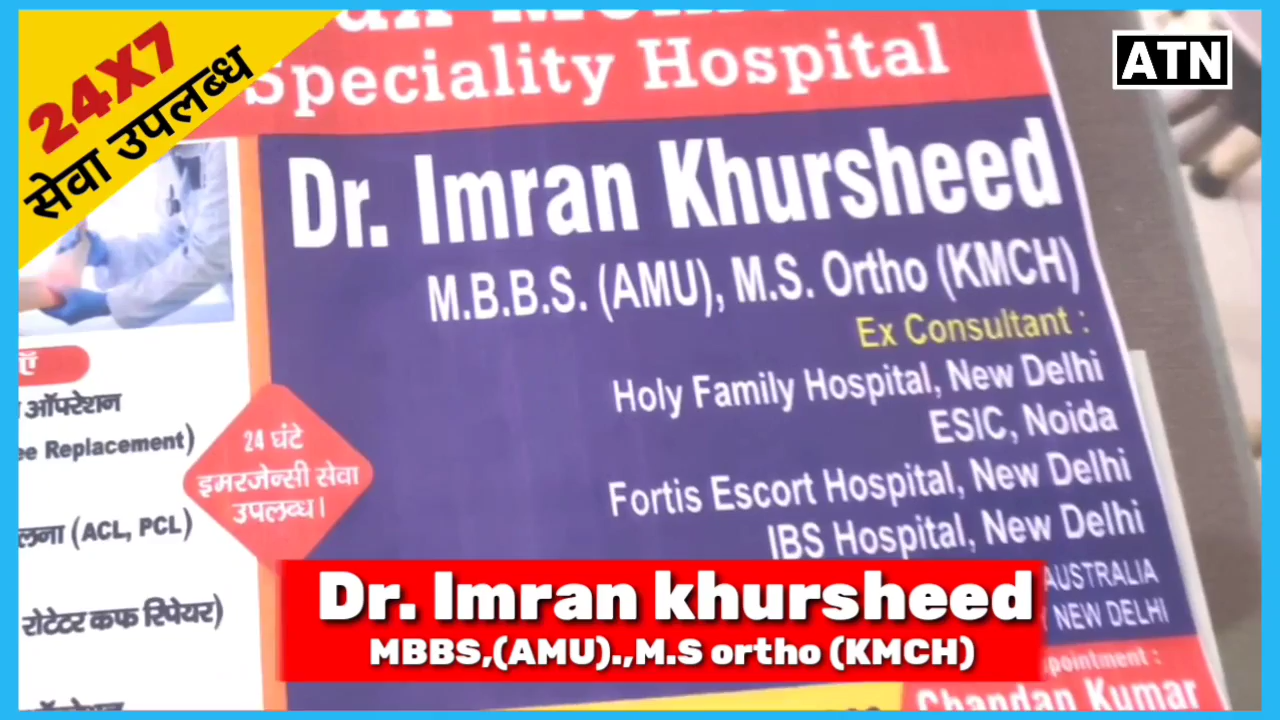 24X7
सेवा उपलब्ध
ATN
Speciality Hospital
Dr. Imran Khursheed
M.B.B.S. (AMU), M.S. Ortho (KMCH)
Ex Consultant :
Holy Family Hospital, New Delhi
ESIC, Noida
Fortis Escort Hospital, New Delhi
IBS Hospital, New Delhi
AUSTRALIA
NEW DELHI
ऑपरेशन
Replacement)
24 घंटे
इमरजेन्सी सेवा
उपलब्ध।
(ACL, PCL)
रोटेटर कफ रिपेयर)
Dr. Imran khursheed
MBBS,(AMU).,M.S ortho (KMCH)
Chandan Kumar